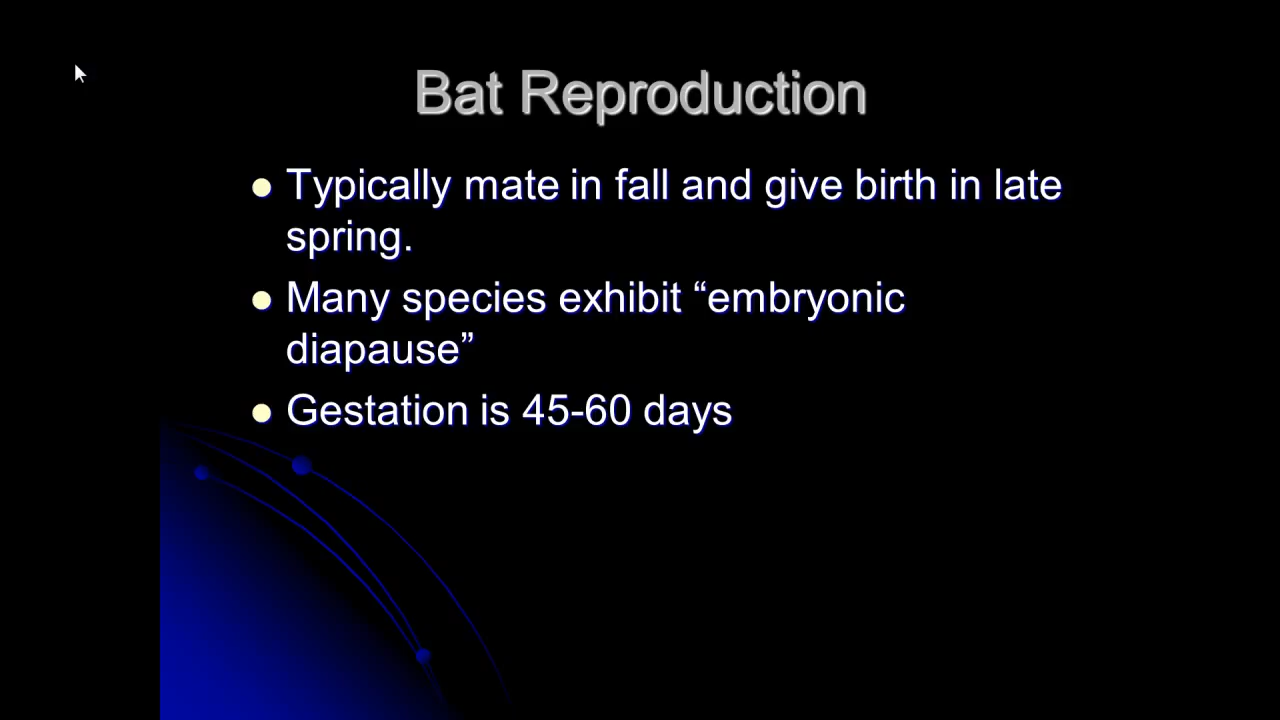 Bat Reproduction
Typically mate in fall and give birth in late
spring.
Many species exhibit “embryonic
diapause”
Gestation is 45-60 days